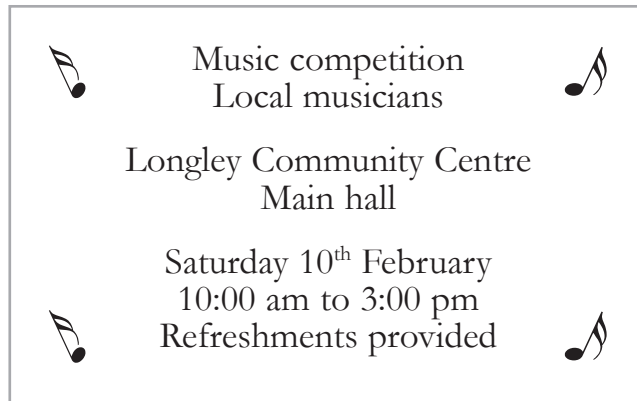 Music competition
Local musicians
Longley Community Centre
Main hall
Saturday 10th February
10:00 am to 3:00 pm
Refreshments provided